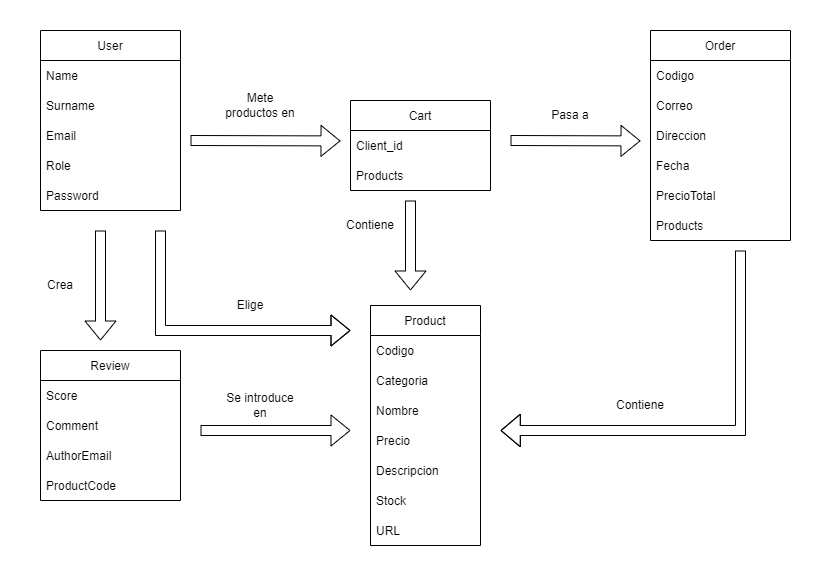 User
Name
Surname
Email
Role
Password
Mete
productos en
Cart
Client_id
Products
Pasa a
Order
Codigo
Correo
Direccion
Fecha
PrecioTotal
Products
Crea
Elige
Contiene
Review
Score
Comment
AuthorEmail
ProductCode
Se introduce
en
Product
Codigo
Categoria
Nombre
Precio
Descripcion
Stock
URL
Contiene